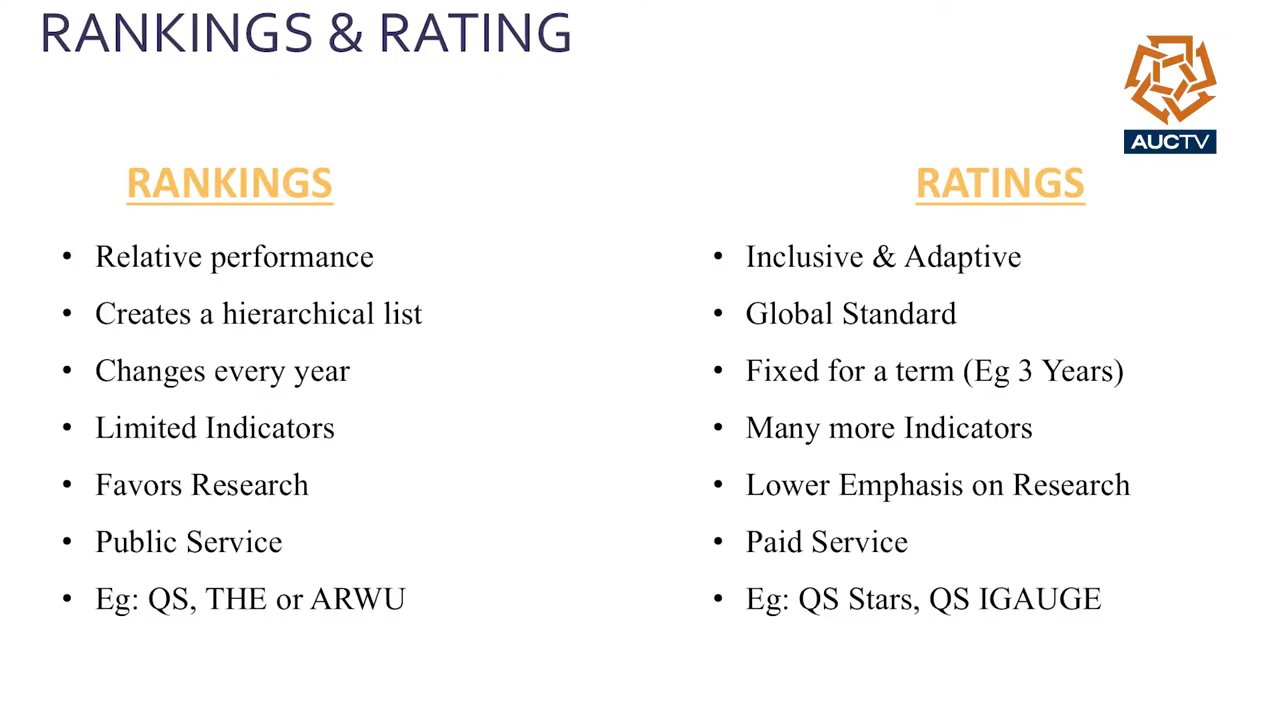 RANKINGS & RATING
AUCTV
RANKINGS
• Relative performance
• Creates a hierarchical list
• Changes every year
• Limited Indicators
• Favors Research
• Public Service
• Eg: QS, THE or ARWU
RATINGS
• Inclusive & Adaptive
• Global Standard
• Fixed for a term (Eg 3 Years)
• Many more Indicators
• Lower Emphasis on Research
• Paid Service
• Eg: QS Stars, QS IGAUGE